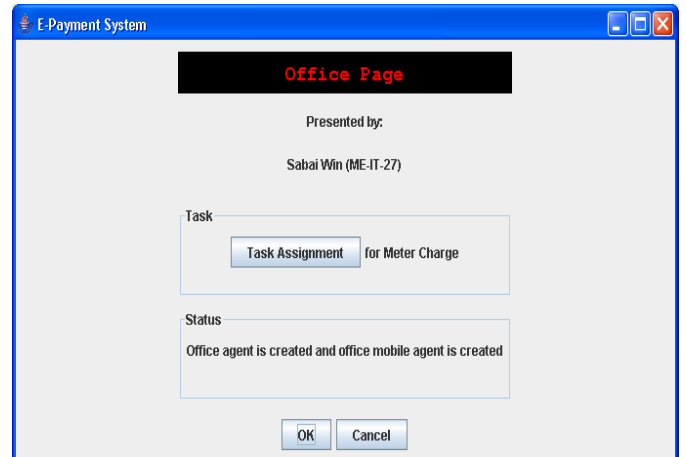 E-Payment System
Office Page
Presented by:
Sabai Win (ME-IT-27)
Task
Task Assignment for Meter Charge
Status
Office agent is created and office mobile agent is created
OK Cancel